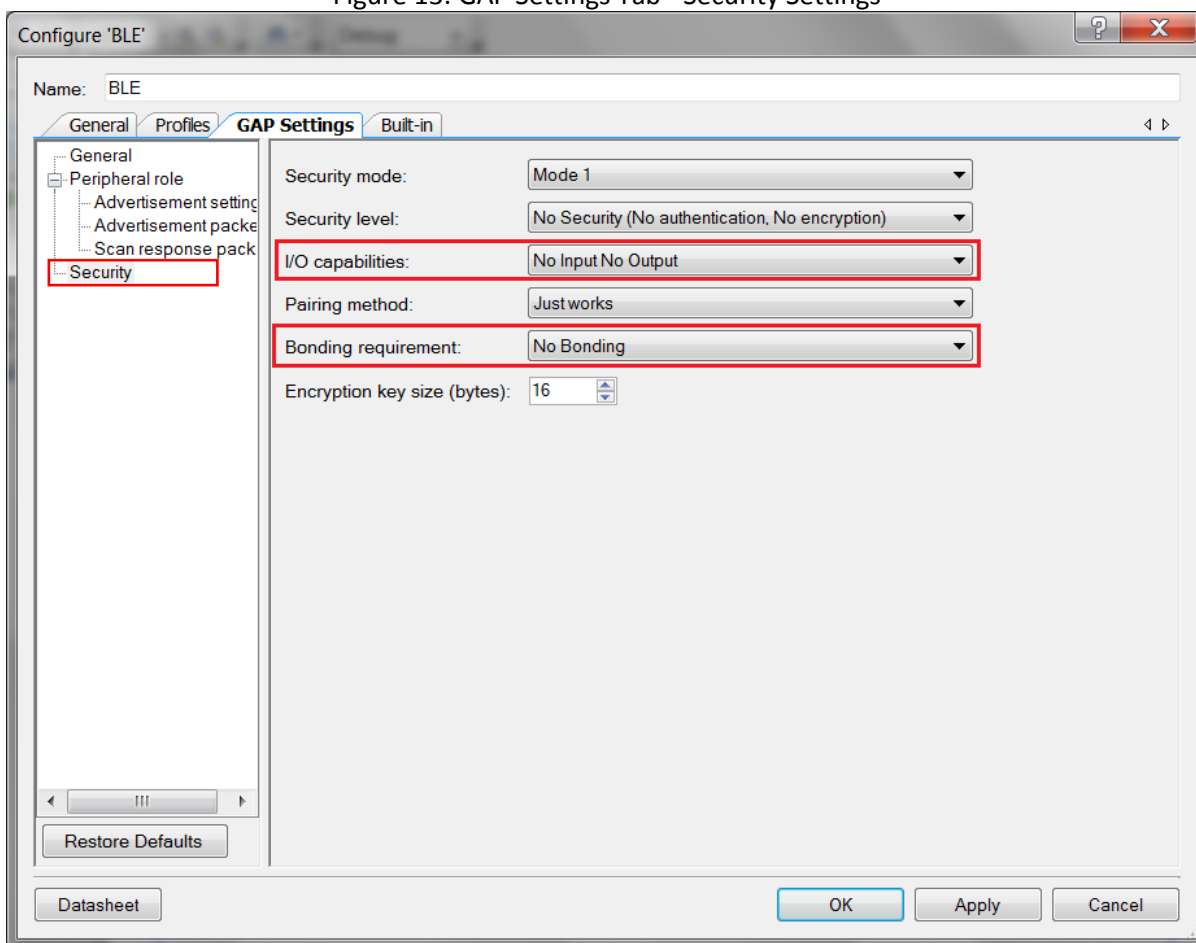 Figure 13: GAP Settings Tab - Security Settings
Configure 'BLE'
Name: BLE
General Profiles GAP Settings Built-in
General
Peripheral role
Advertisement setting
Advertisement packe
Scan response pack
Security
Security mode: Mode 1
Security level: No Security (No authentication, No encryption)
I/O capabilities: No Input No Output
Pairing method: Just works
Bonding requirement: No Bonding
Encryption key size (bytes): 16
Restore Defaults
Datasheet OK Apply Cancel